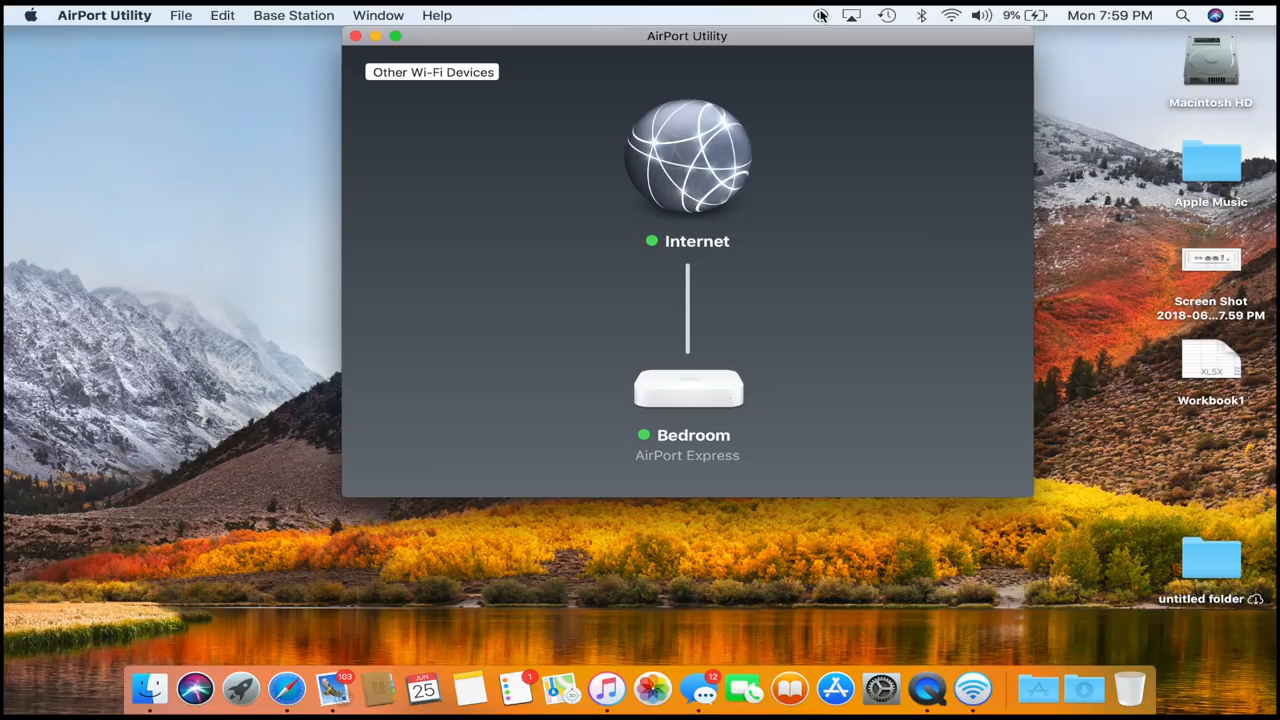 AirPort Utility File Edit Base Station Window Help 9% Mon 7:59 PM
AirPort Utility
Other Wi-Fi Devices
Internet
Bedroom
AirPort Express
Macintosh HD
Apple Music
Screen Shot
2018-06...7.59 PM
XLSX
Workbook1
untitled folder
103
JUN
25
1
12